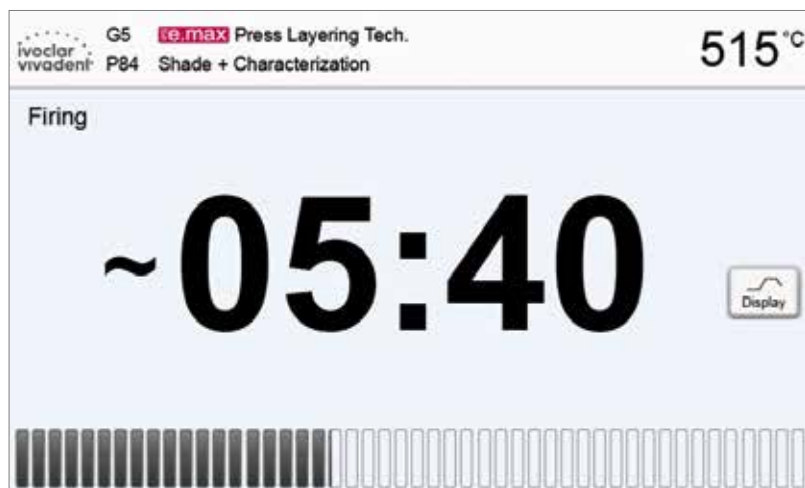 ivoclar
vivadent
G5 e.max Press Layering Tech.
P84 Shade + Characterization
515 °C
Firing
~05:40
Display